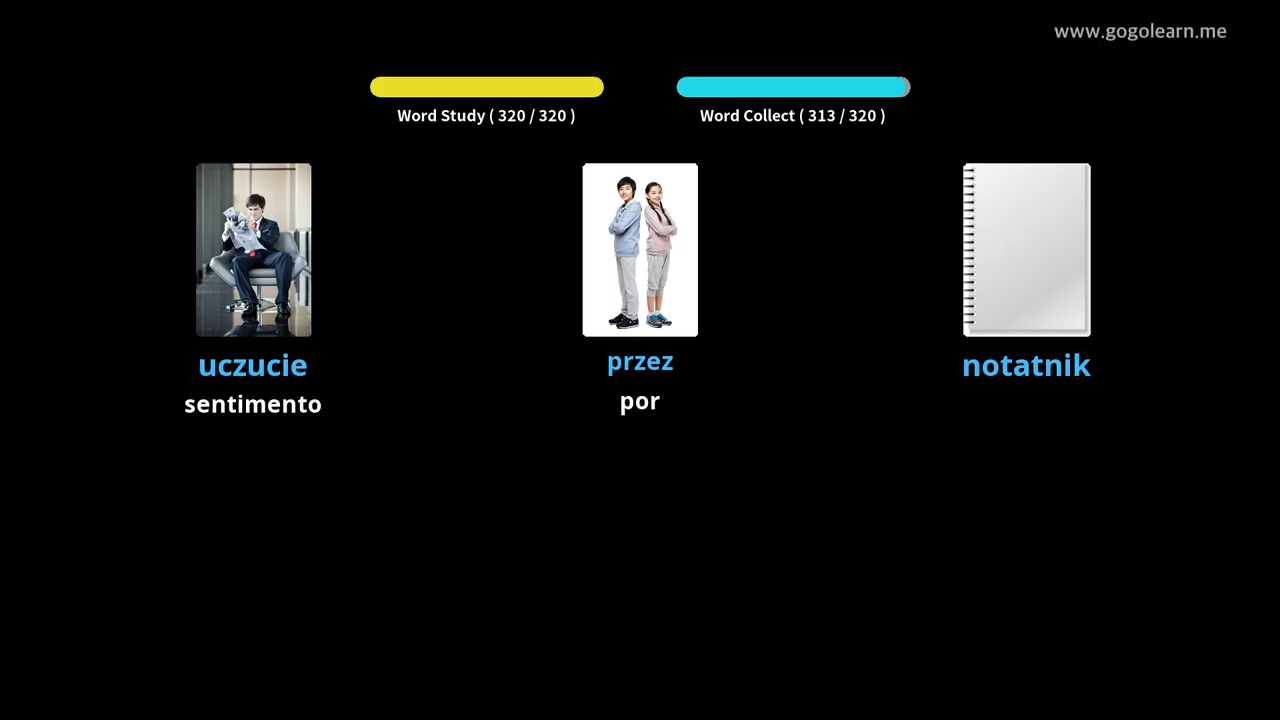 www.gogolearn.me
Word Study ( 320 / 320 )
Word Collect ( 313 / 320 )
uczucie
sentimento
przez
por
notatnik